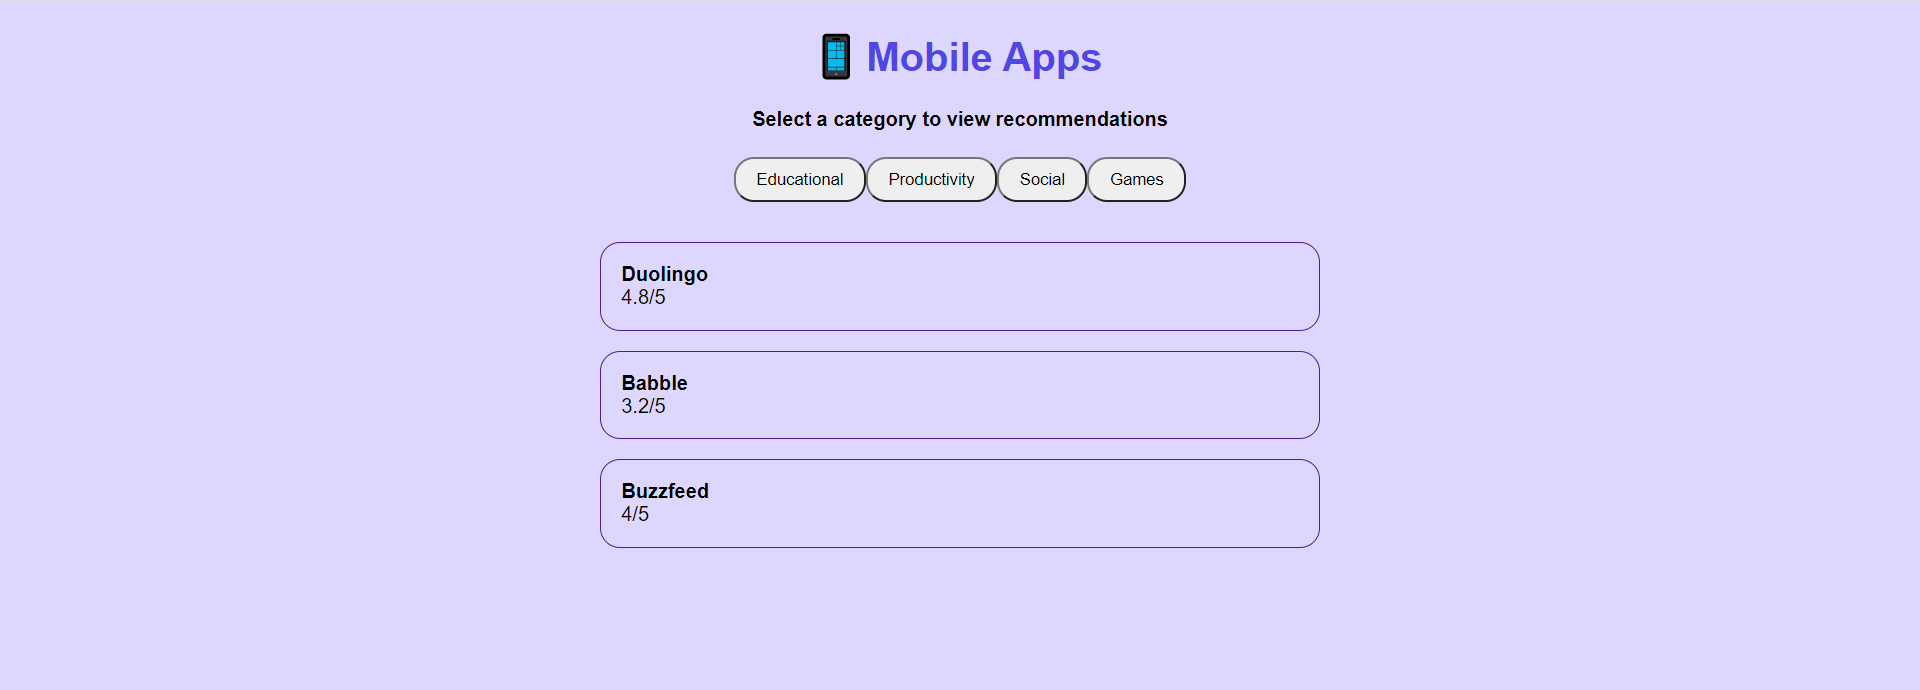 Mobile Apps
Select a category to view recommendations
Educational Productivity Social Games
Duolingo
4.8/5
Babble
3.2/5
Buzzfeed
4/5